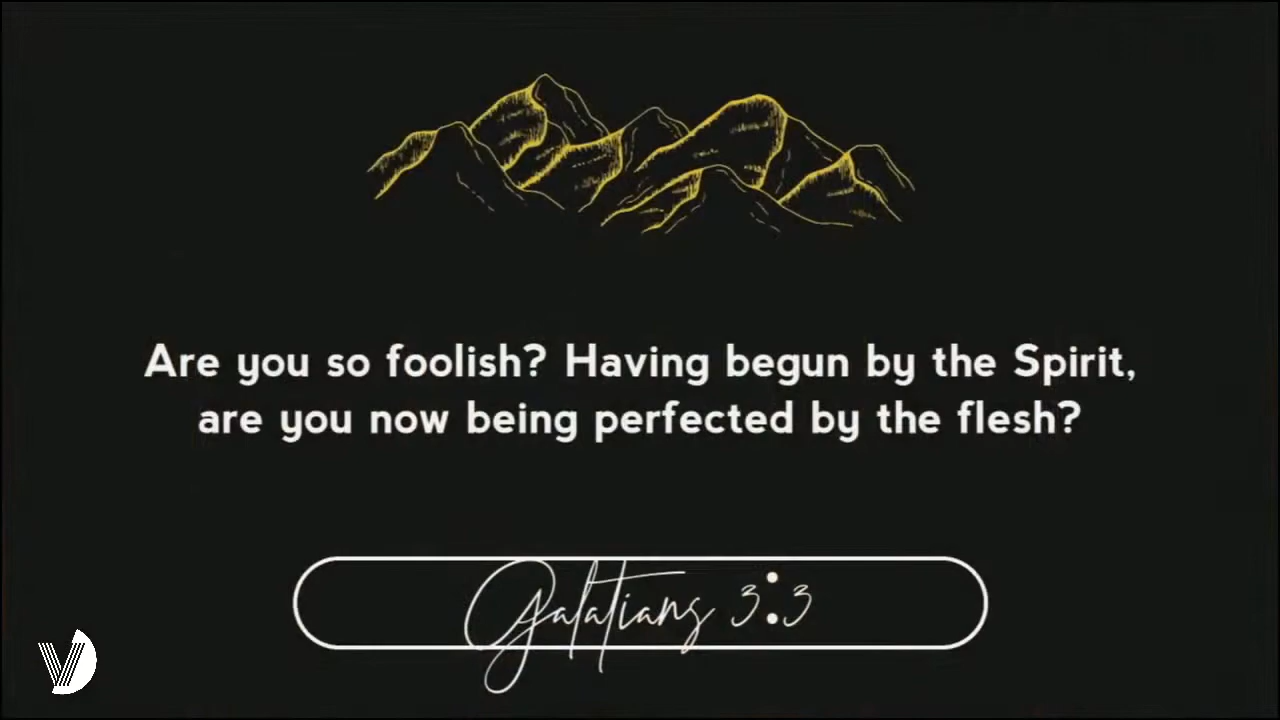 Are you so foolish? Having begun by the Spirit,
are you now being perfected by the flesh?
Galatians 3:3